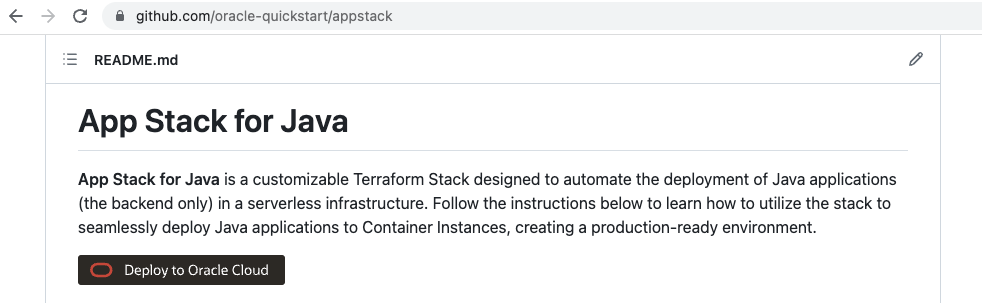 github.com/oracle-quickstart/appstack
README.md
App Stack for Java
App Stack for Java is a customizable Terraform Stack designed to automate the deployment of Java applications
(the backend only) in a serverless infrastructure. Follow the instructions below to learn how to utilize the stack to
seamlessly deploy Java applications to Container Instances, creating a production-ready environment.
Deploy to Oracle Cloud